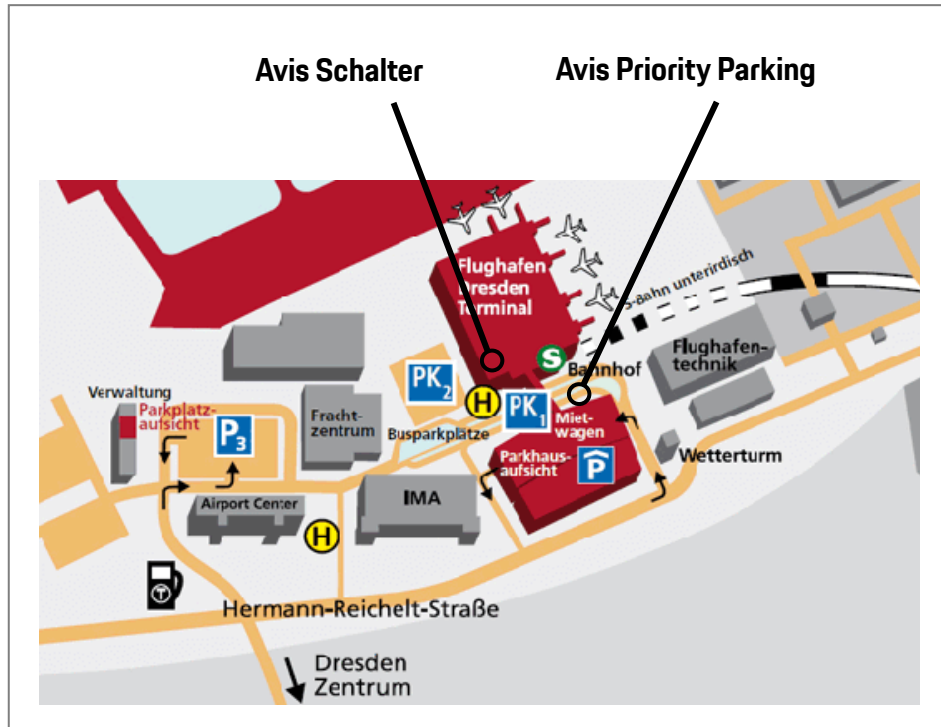 Avis Schalter
Avis Priority Parking
Flughafen
Dresden
Terminal
S-Bahn unterirdisch
S
Bahnhof
Flughafen-
technik
Verwaltung
Parkplatz-
aufsicht
P3
Fracht-
zentrum
PK2
H
PK1
Busparkplätze
Miet-
wagen
Parkhaus-
aufsicht
P
Wetterturm
Airport Center
IMA
H
T
Hermann-Reichelt-Straße
Dresden
Zentrum